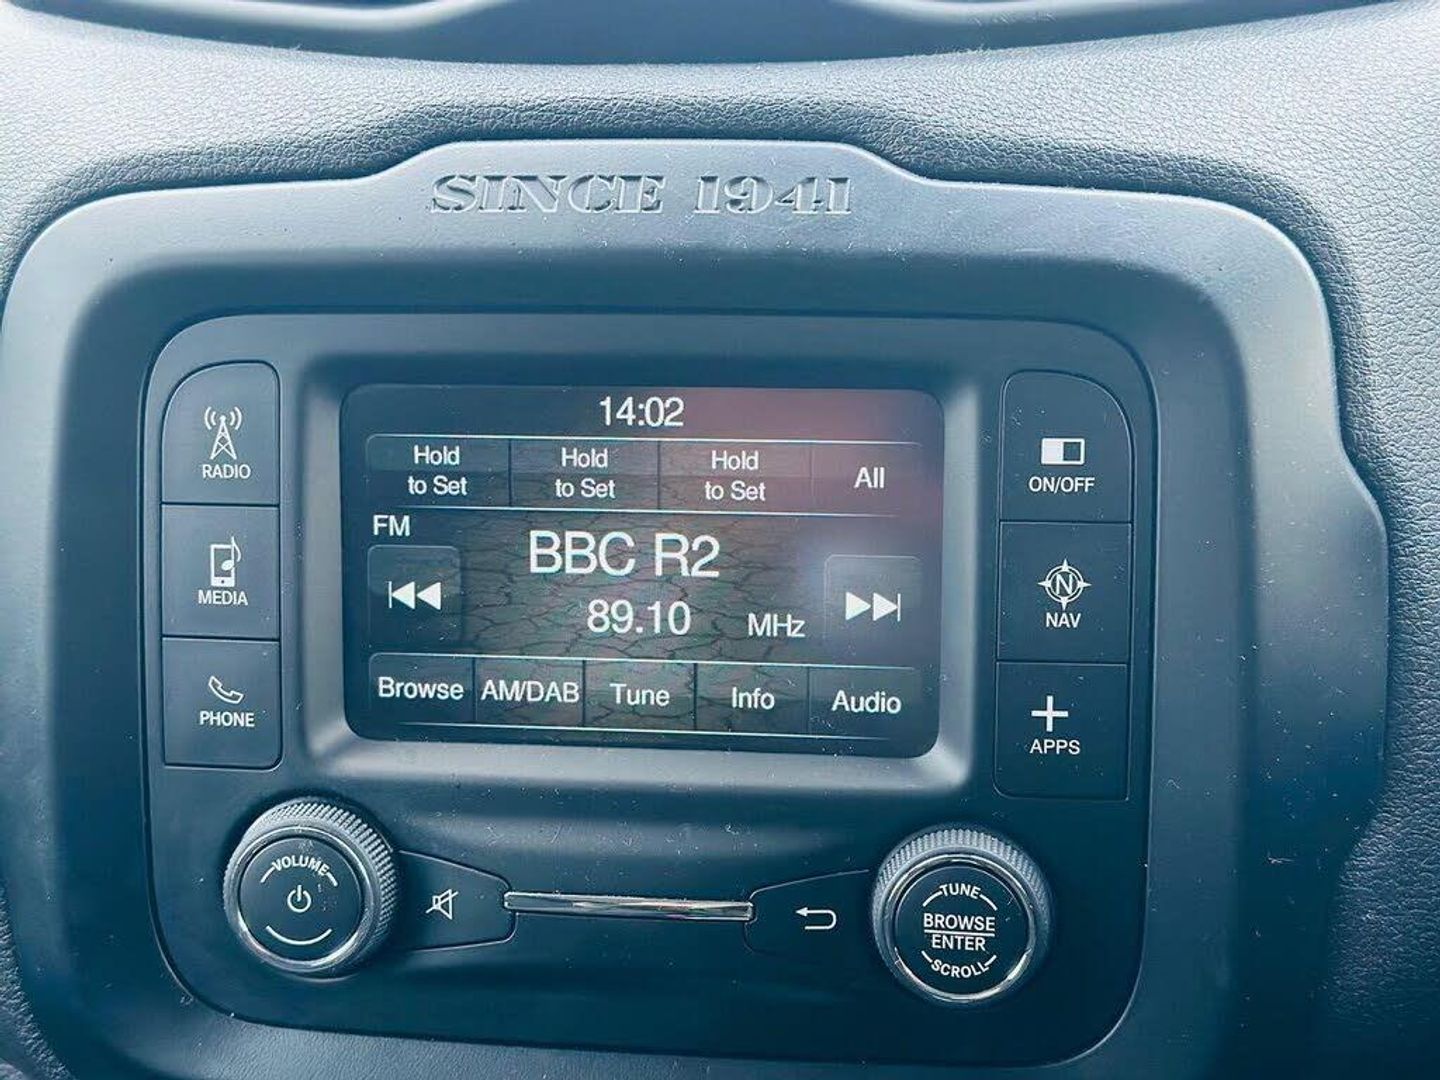 SINCE 1941
14:02
Hold to Set
Hold to Set
Hold to Set
All
FM
BBC R2
89.10 MHz
Browse
AM/DAB
Tune
Info
Audio
RADIO
MEDIA
PHONE
ON/OFF
N
NAV
APPS
VOLUME
TUNE
BROWSE
ENTER
SCROLL